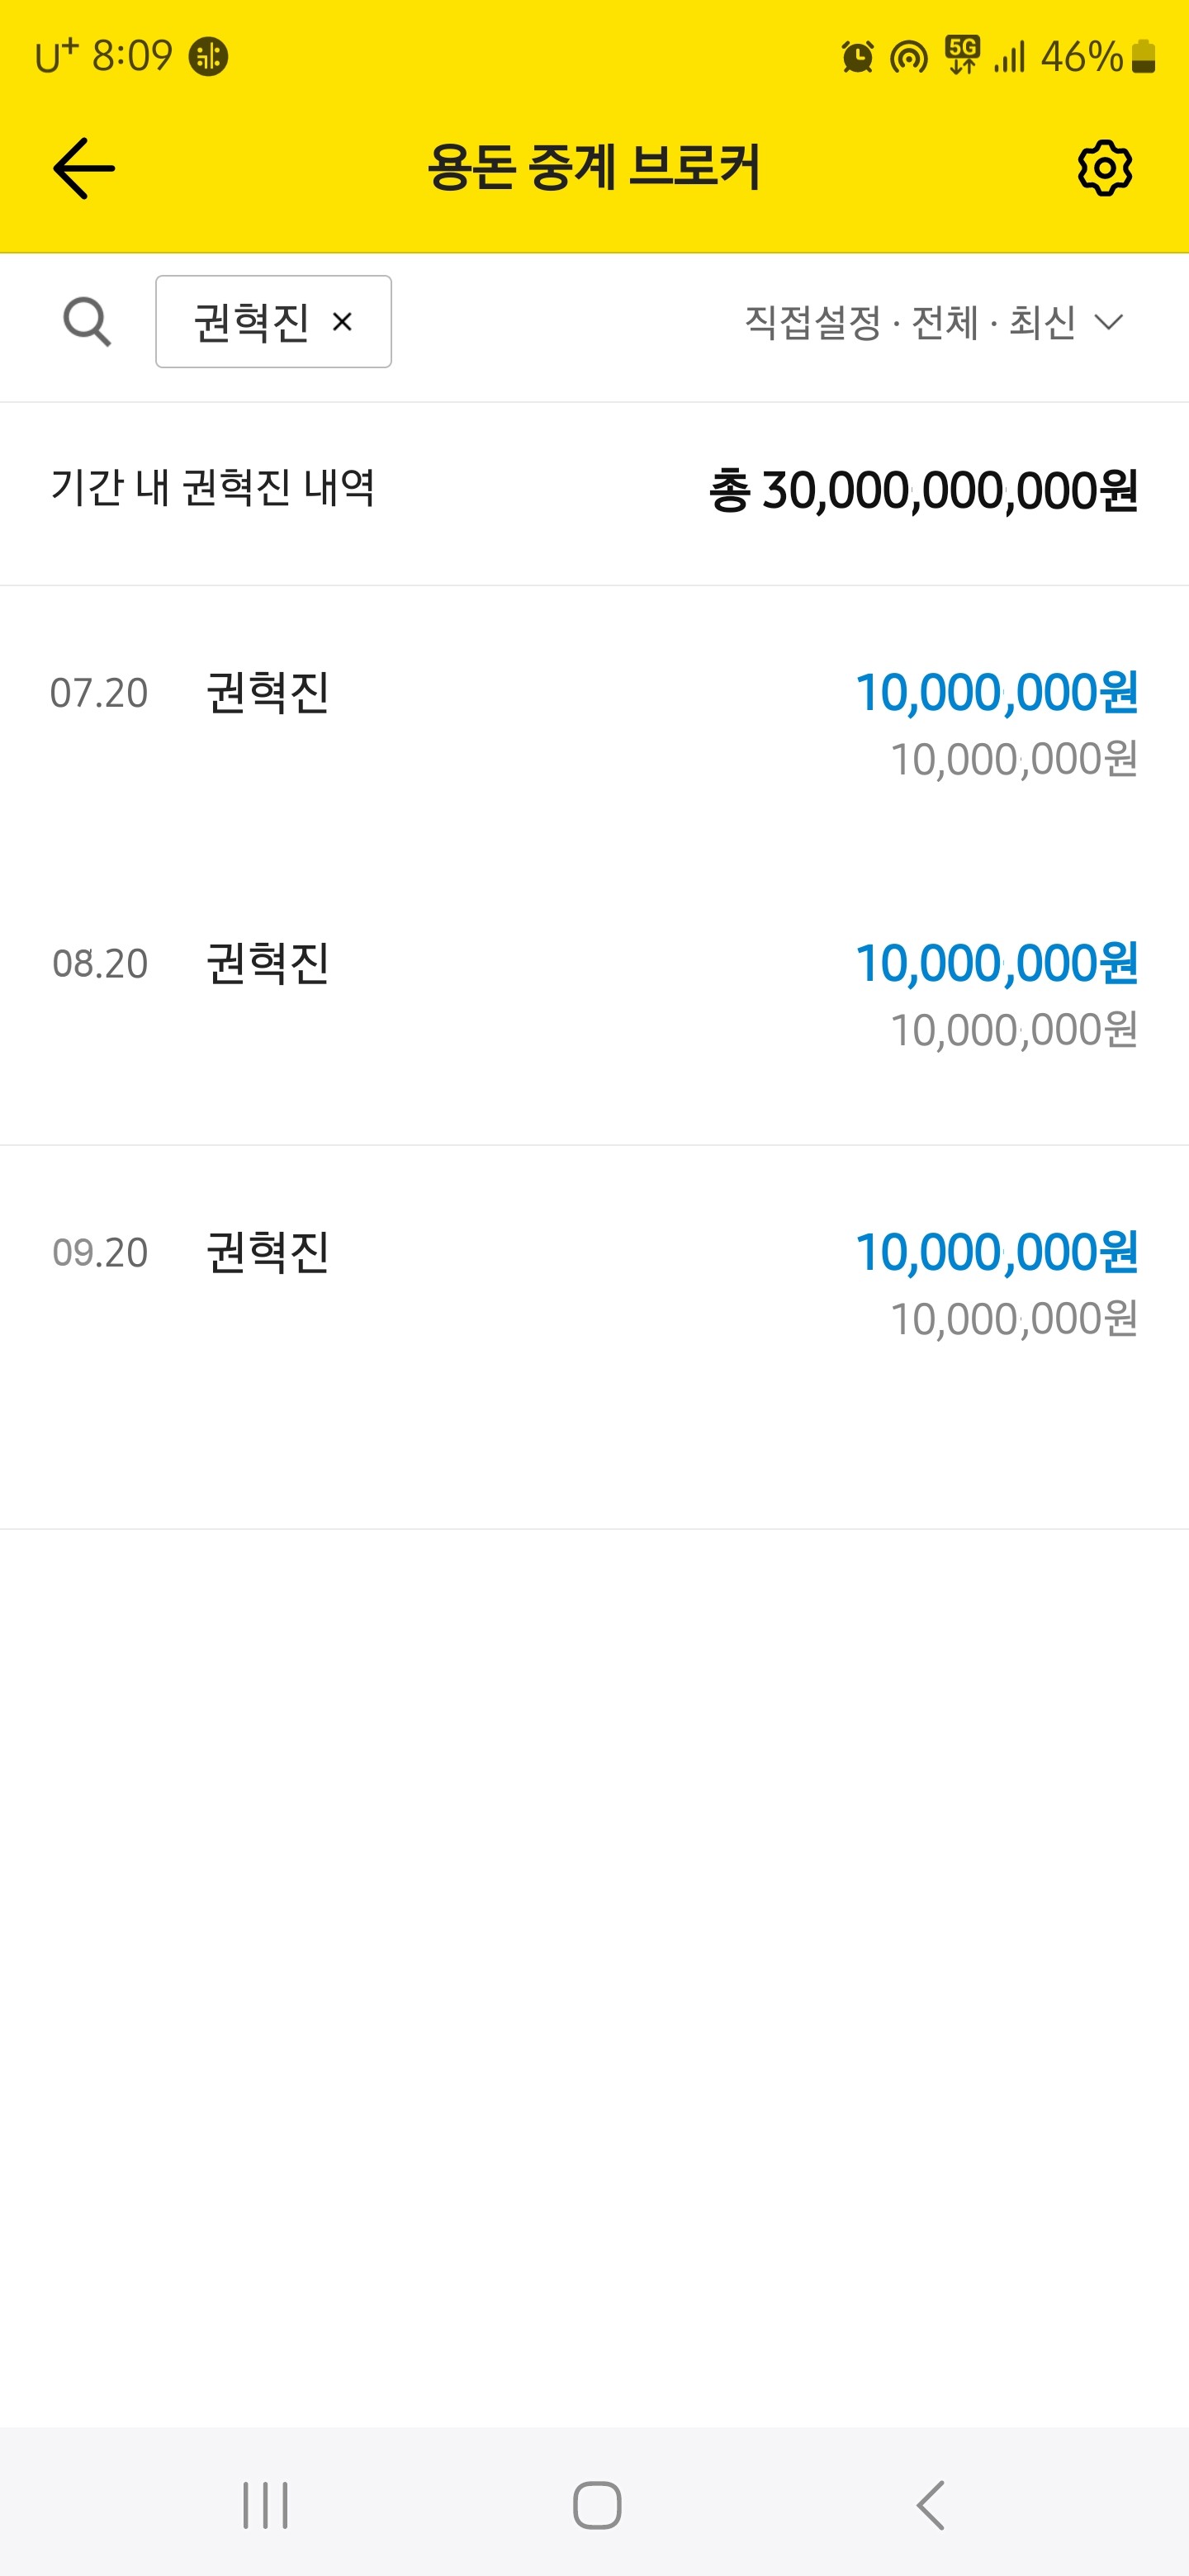 U+ 8:09 5G 46%
용돈 중계 브로커
권혁진 × 직접설정 · 전체 · 최신
기간 내 권혁진 내역 총 30,000,000,000원
07.20 권혁진 10,000,000원
10,000,000원
08.20 권혁진 10,000,000원
10,000,000원
09.20 권혁진 10,000,000원
10,000,000원